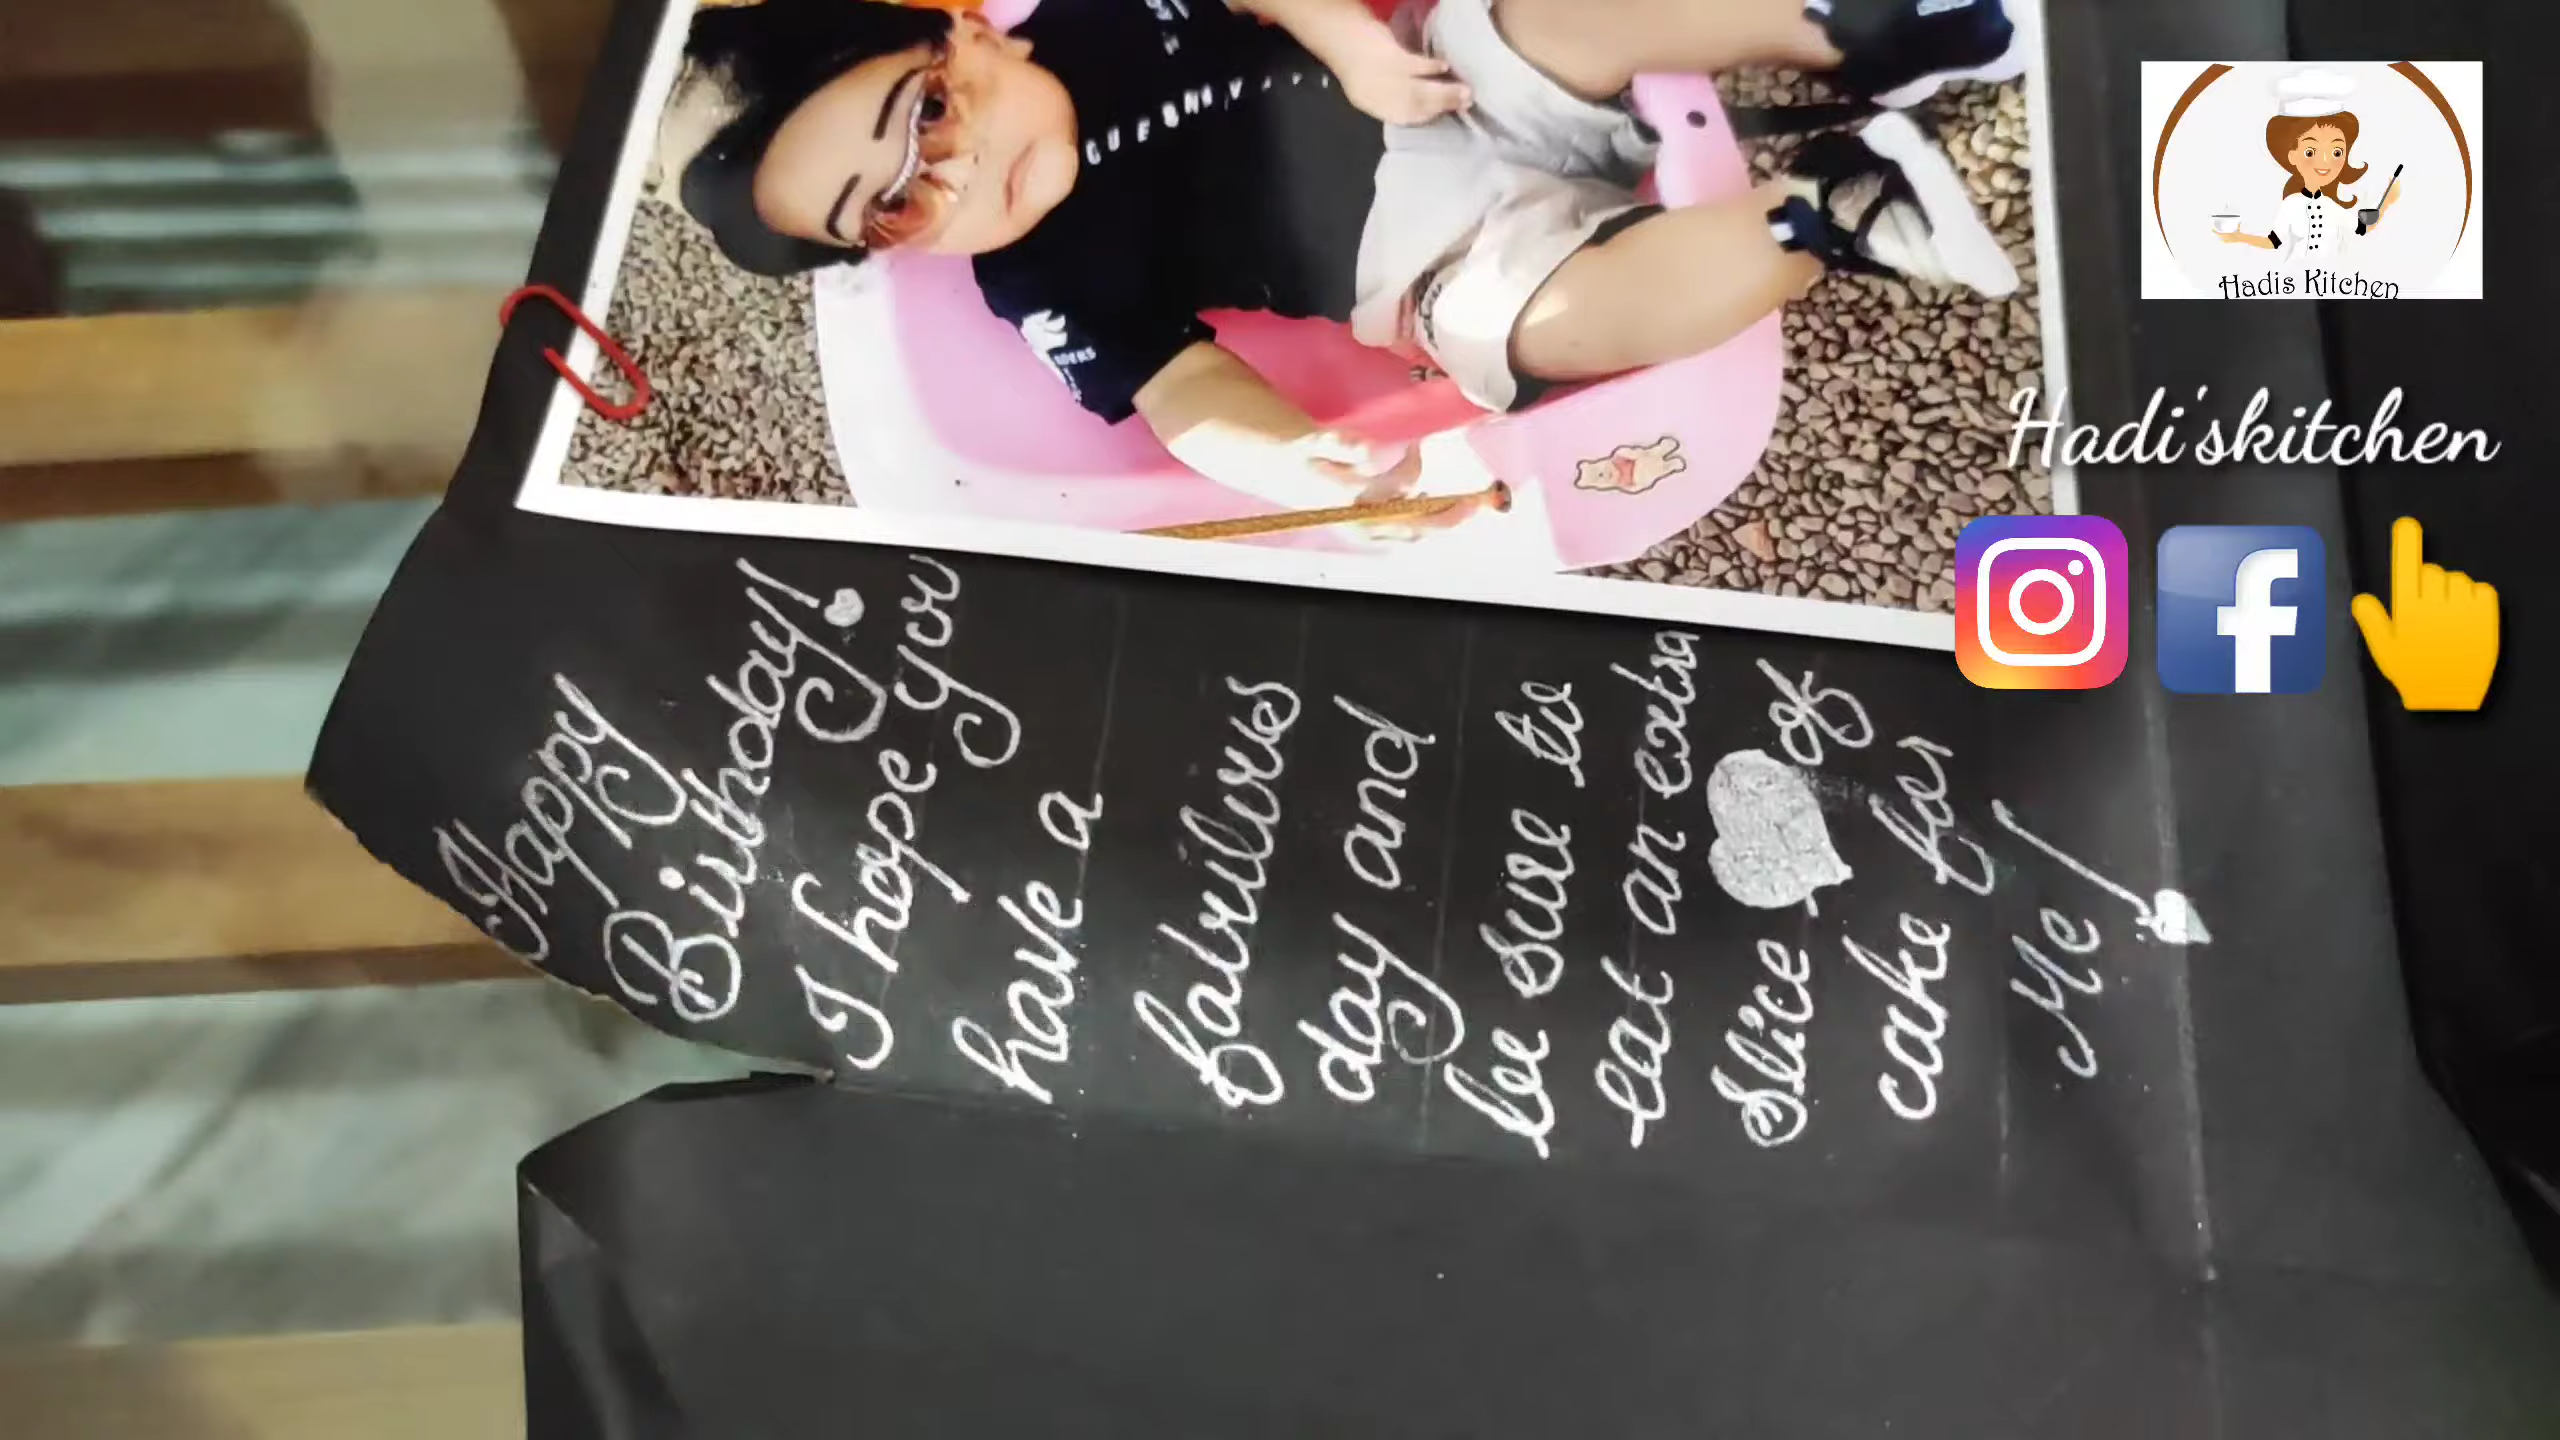 Happy
Birthday!
I hope you
have a
fabulous
day and
be sure to
eat an extra
slice of
cake for
Me
Hadis Kitchen
Hadi'skitchen